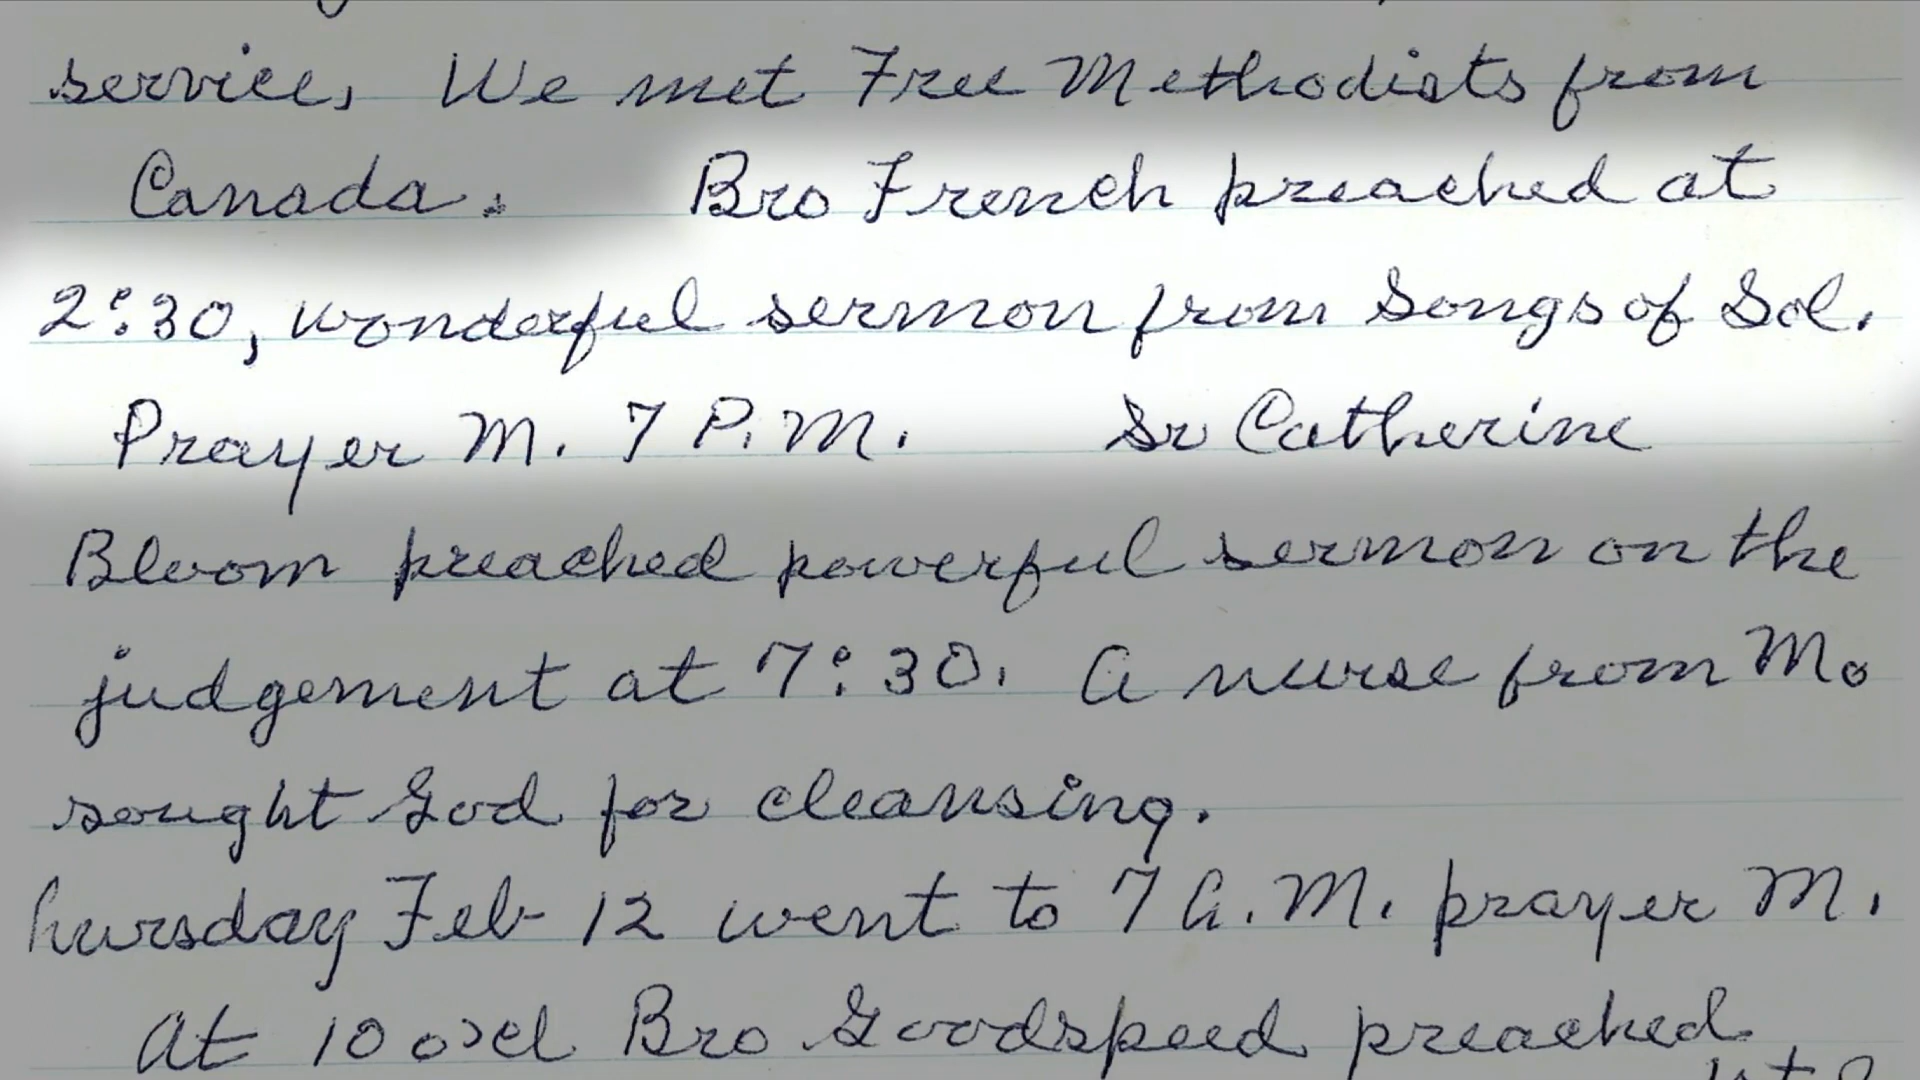 service, We met Free Methodists from
Canada. Bro French preached at
2:30, wonderful sermon from Songs of Sol.
Prayer M. 7 P.M. Sr Catherine
Bloom preached powerful sermon on the
judgement at 7:30. A nurse from Mo
sought God for cleansing.
hursday Feb 12 went to 7 A.M. prayer M.
At 10 o'cl Bro Goodspeed preached